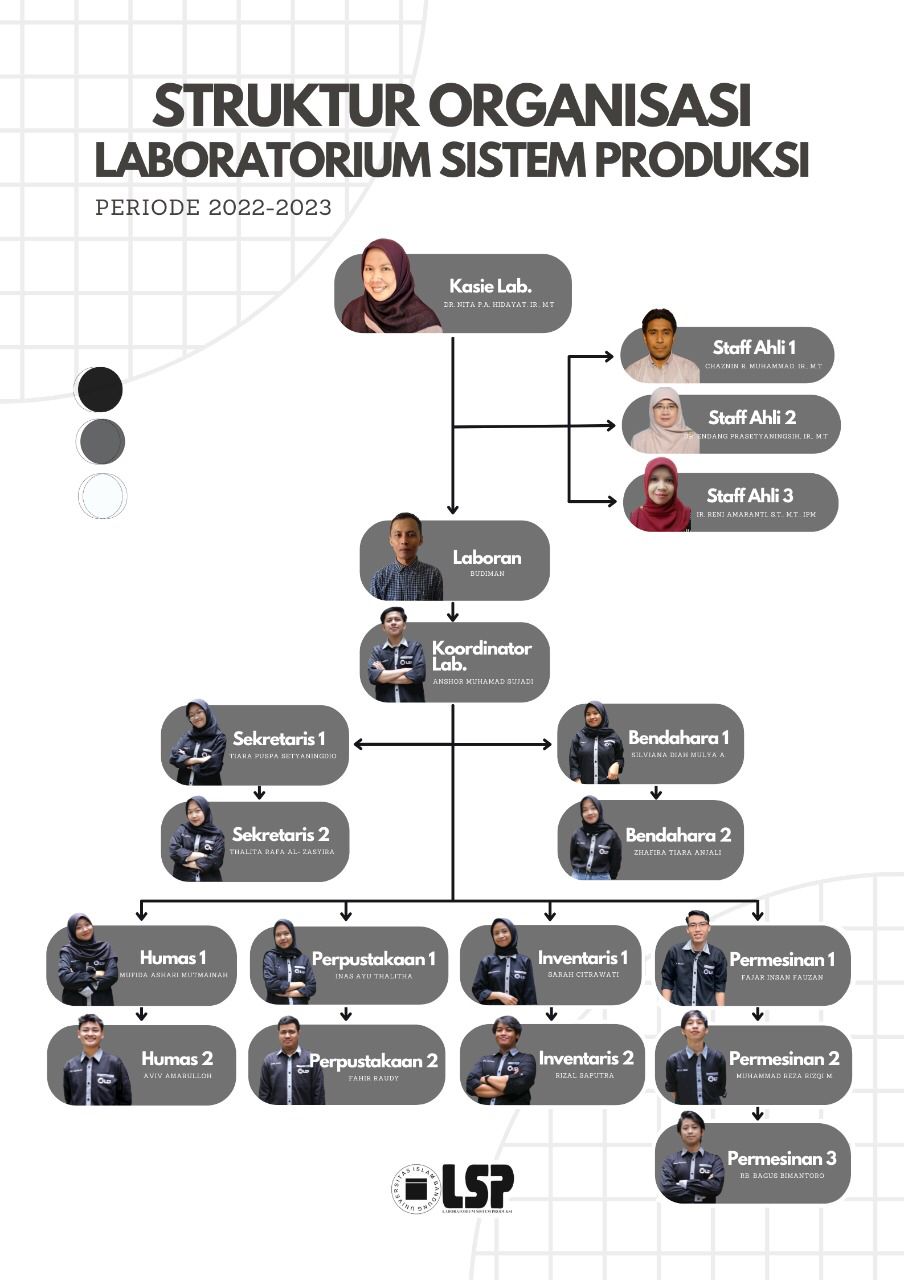 STRUKTUR ORGANISASI
LABORATORIUM SISTEM PRODUKSI
PERIODE 2022-2023
Kasie Lab.
DR. NITA P.A. HIDAYAT, IR., M.T
Staff Ahli 1
CHAZNIN R. MUHAMMAD, IR., M.T
Staff Ahli 2
DR. ENDANG PRASETYANINGSIH, IR., M.T
Staff Ahli 3
IR. RENI AMARANTI, S.T., M.T., IPM
Laboran
BUDIMAN
Koordinator
Lab.
ANSHOR MUHAMAD SUJADI
Sekretaris 1
TIARA PUSPA SETYANINGDIO
Bendahara 1
SILVIANA DIAH MULYA A
Sekretaris 2
THALITA RAFA AL- ZASYIRA
Bendahara 2
ZHAFIRA TIARA ANJALI
Humas 1
MUFIDA ASHARI MUTMAINAH
Perpustakaan 1
INAS AYU THALITHA
Inventaris 1
SARAH CITRAWATI
Permesinan 1
FAJAR INSAN FAUZAN
Humas 2
AVIV AMARULLOH
Perpustakaan 2
FAHIR RAUDY
Inventaris 2
RIZAL SAPUTRA
Permesinan 2
MUHAMMAD REZA RIZQI M
Permesinan 3
RB. BAGUS BIMANTORO
UNIVERSITAS ISLAM BANDUNG
LSP
LABORATORIUM SISTEM PRODUKSI